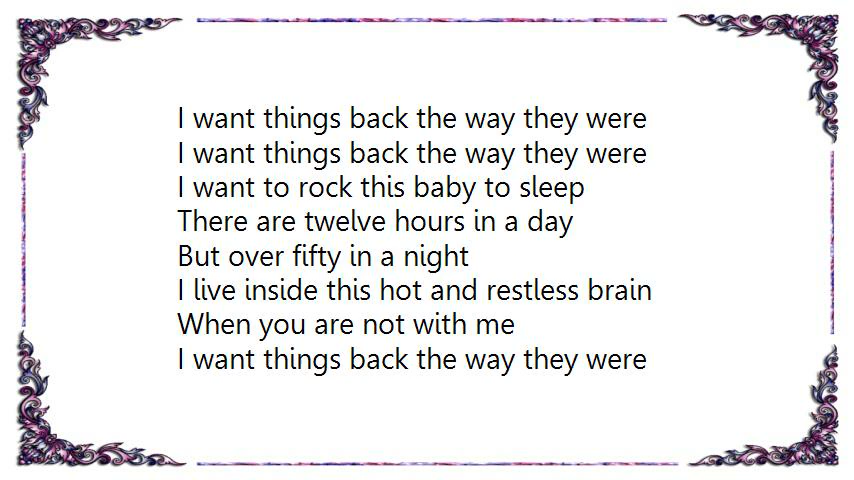 I want things back the way they were
I want things back the way they were
I want to rock this baby to sleep
There are twelve hours in a day
But over fifty in a night
I live inside this hot and restless brain
When you are not with me
I want things back the way they were